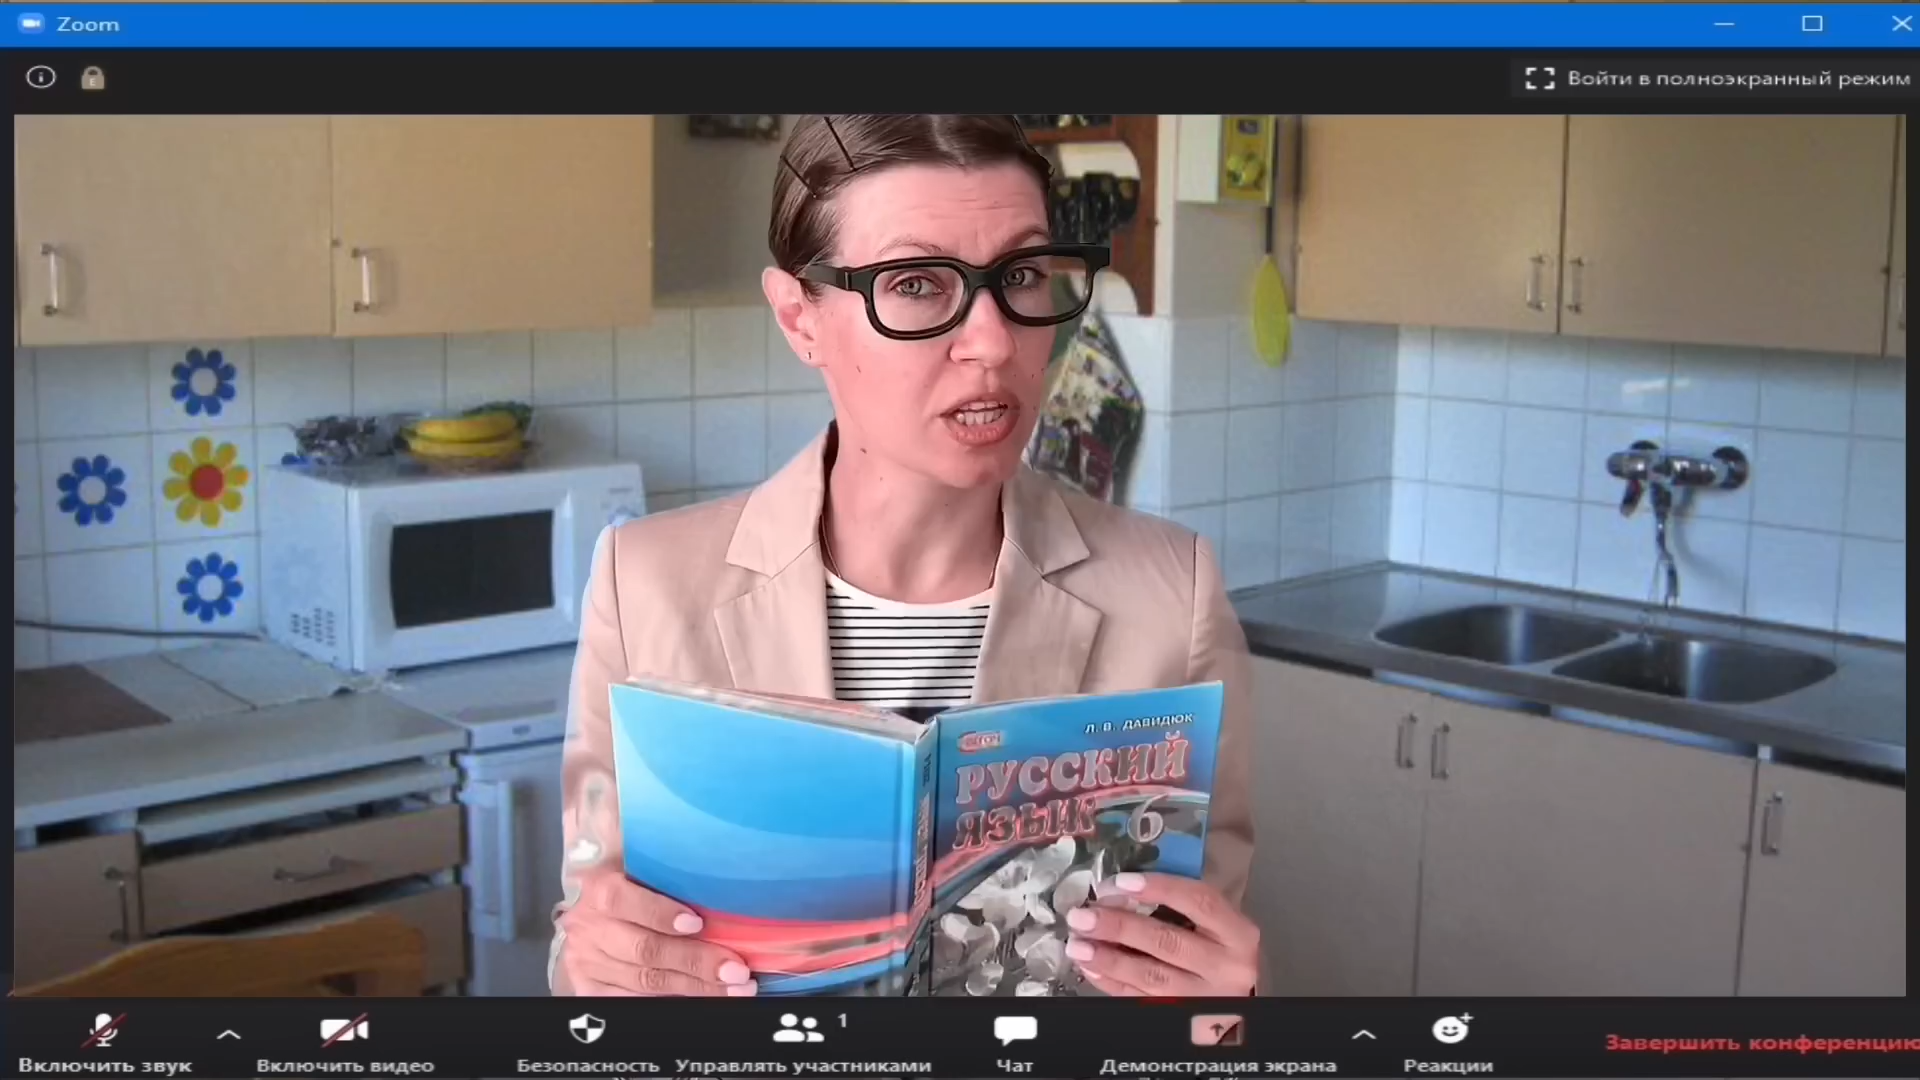 Zoom
Войти в полноэкранный режим
Л. В. ДАВИДЮК
РУССКИЙ
ЯЗЫК 6
1
Включить звук
Включить видео
Безопасность
Управлять участниками
Чат
Демонстрация экрана
Реакции
Завершить конференцию